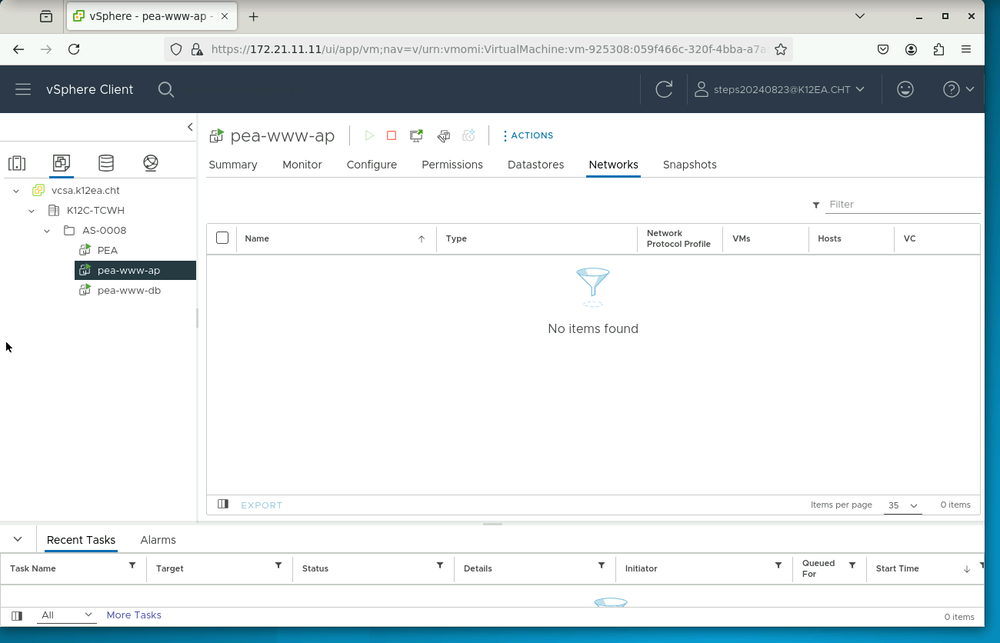 vSphere - pea-www-ap -
https://172.21.11.11/ui/app/vm;nav=v/urn:vmomi:VirtualMachine:vm-925308:059f466c-320f-4bba-a7a
vSphere Client
steps20240823@K12EA.CHT
pea-www-ap
ACTIONS
Summary
Monitor
Configure
Permissions
Datastores
Networks
Snapshots
vcsa.k12ea.cht
K12C-TCWH
AS-0008
PEA
pea-www-ap
pea-www-db
Filter
Name
Type
Network
Protocol Profile
VMs
Hosts
VC
No items found
EXPORT
Items per page
35
0 items
Recent Tasks
Alarms
Task Name
Target
Status
Details
Initiator
Queued
For
Start Time
All
More Tasks
0 items